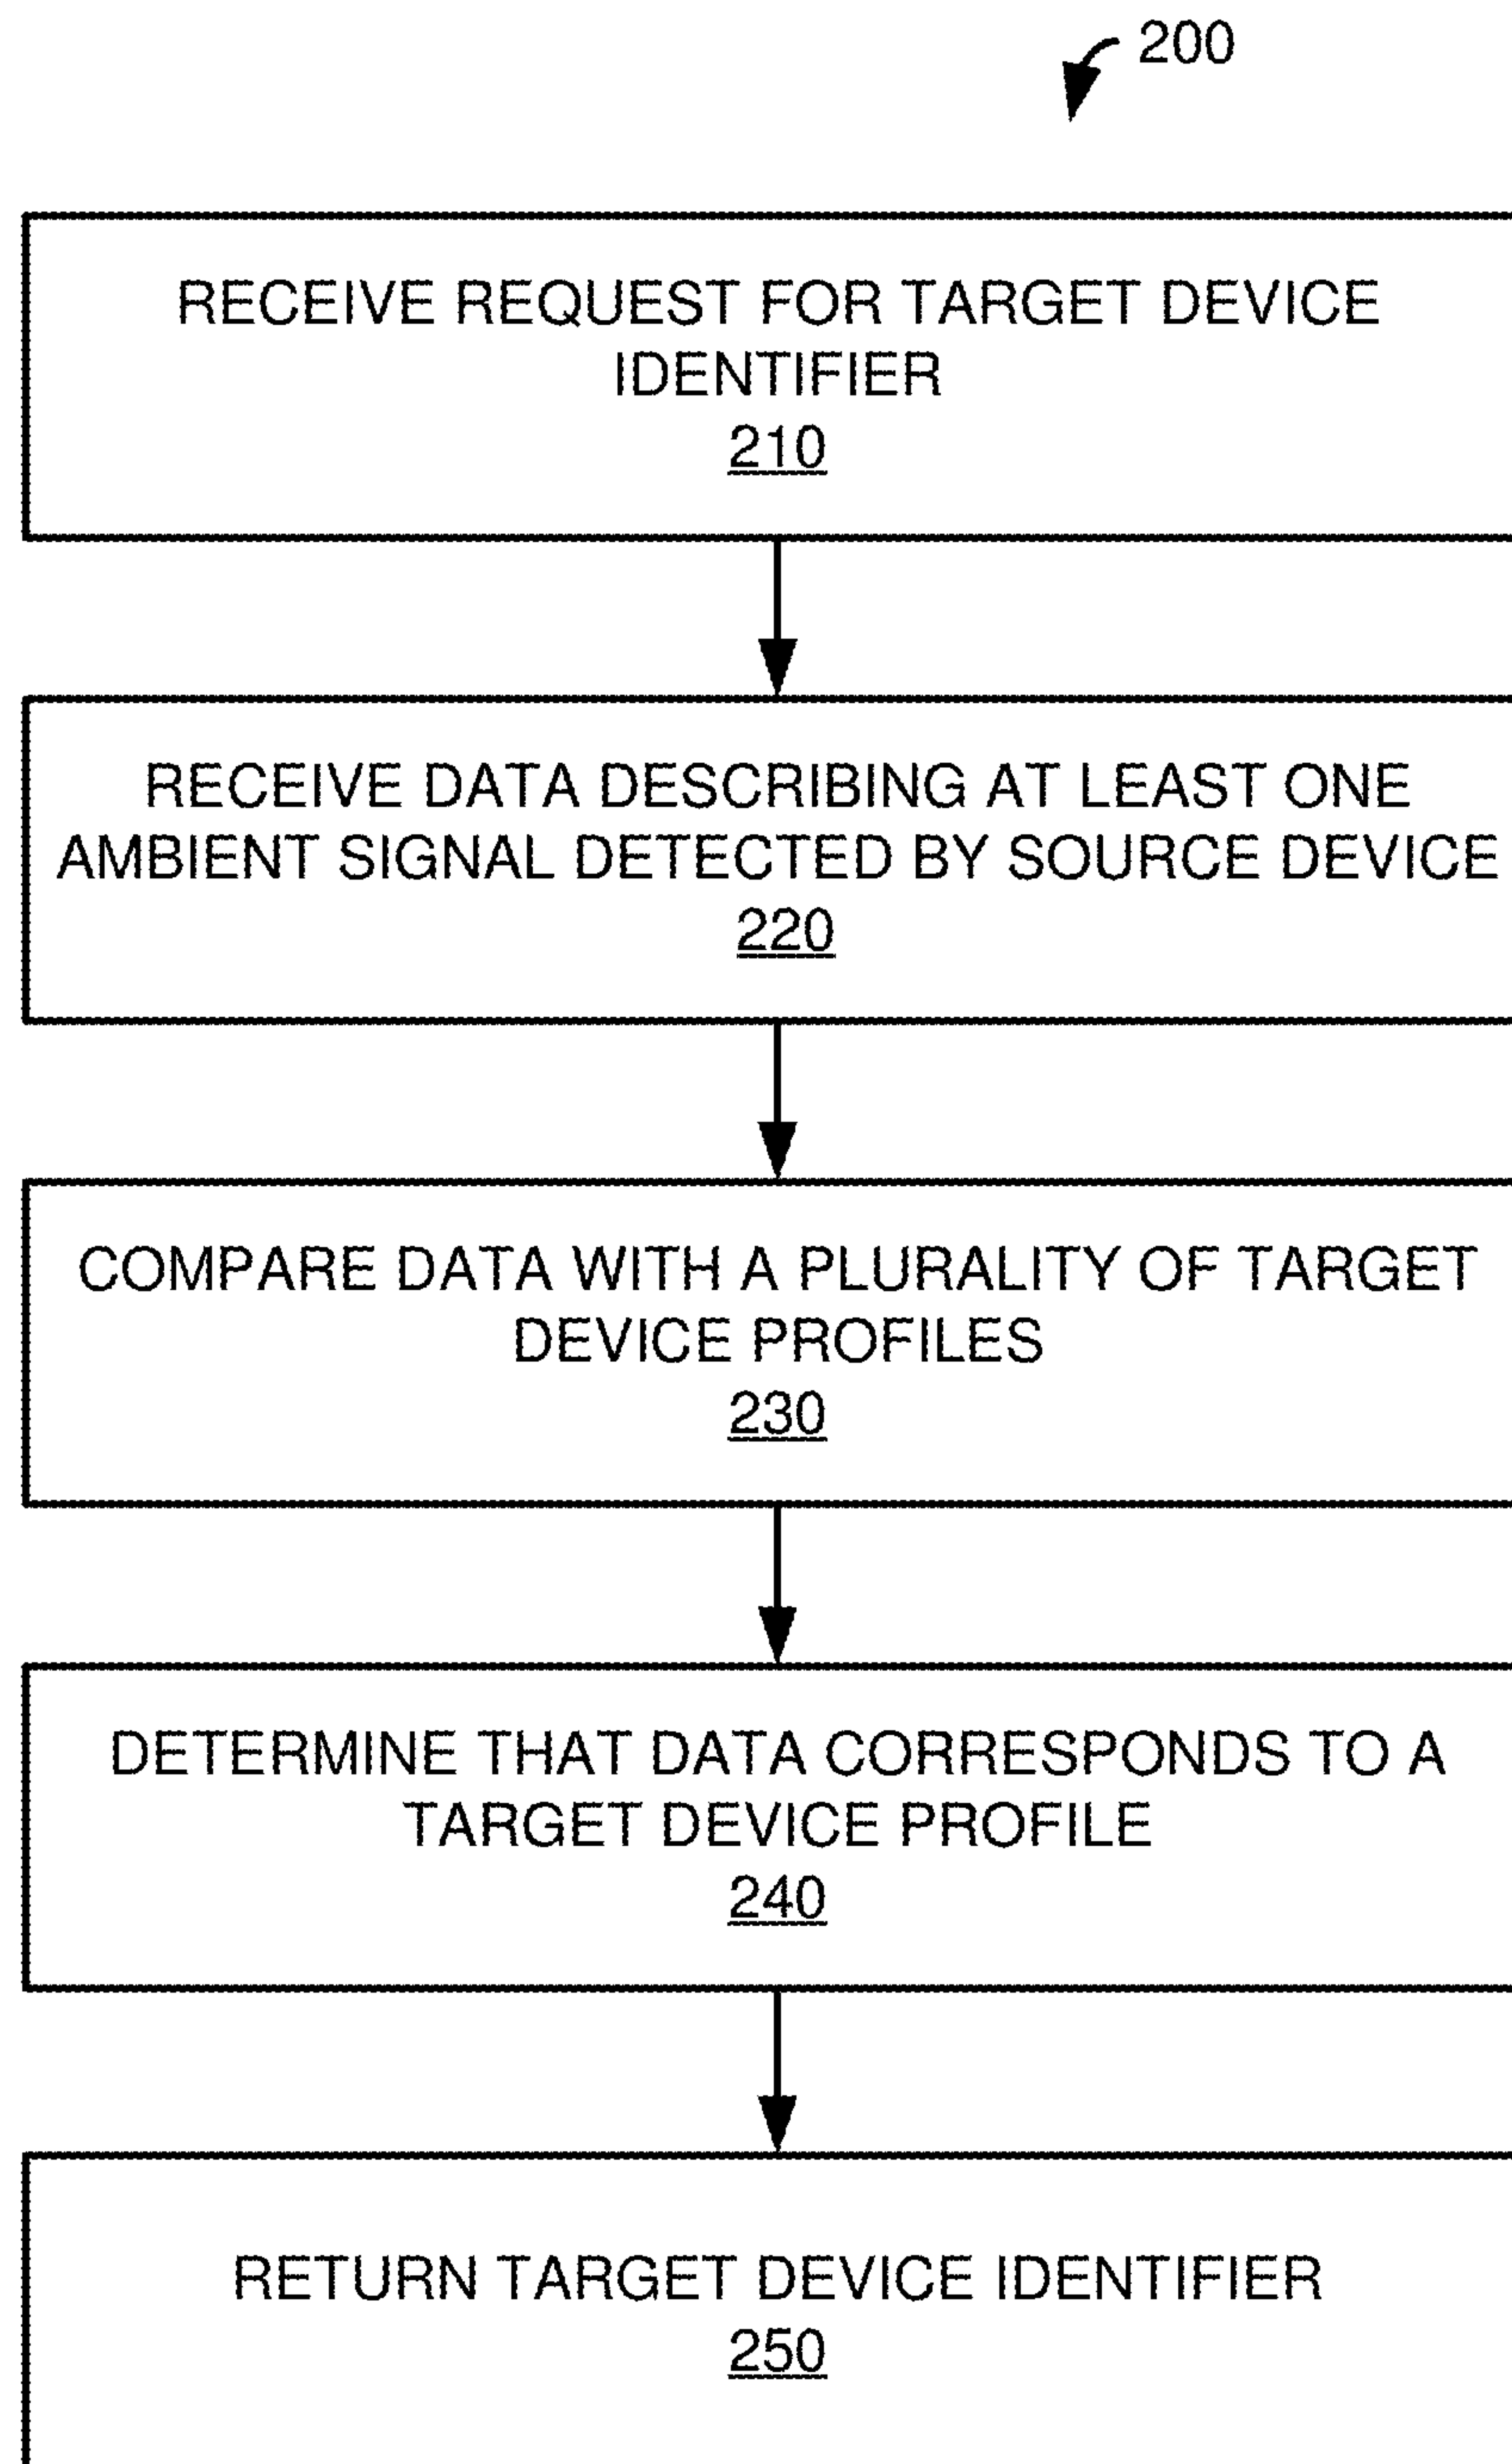 200
RECEIVE REQUEST FOR TARGET DEVICE
IDENTIFIER
210
RECEIVE DATA DESCRIBING AT LEAST ONE
AMBIENT SIGNAL DETECTED BY SOURCE DEVICE
220
COMPARE DATA WITH A PLURALITY OF TARGET
DEVICE PROFILES
230
DETERMINE THAT DATA CORRESPONDS TO A
TARGET DEVICE PROFILE
240
RETURN TARGET DEVICE IDENTIFIER
250